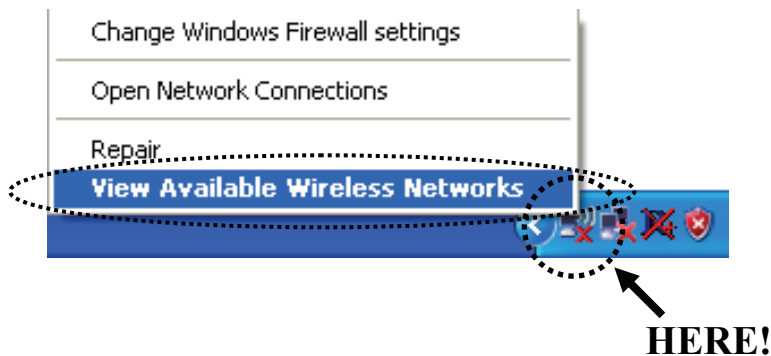 Change Windows Firewall settings
Open Network Connections
Repair
View Available Wireless Networks
HERE!